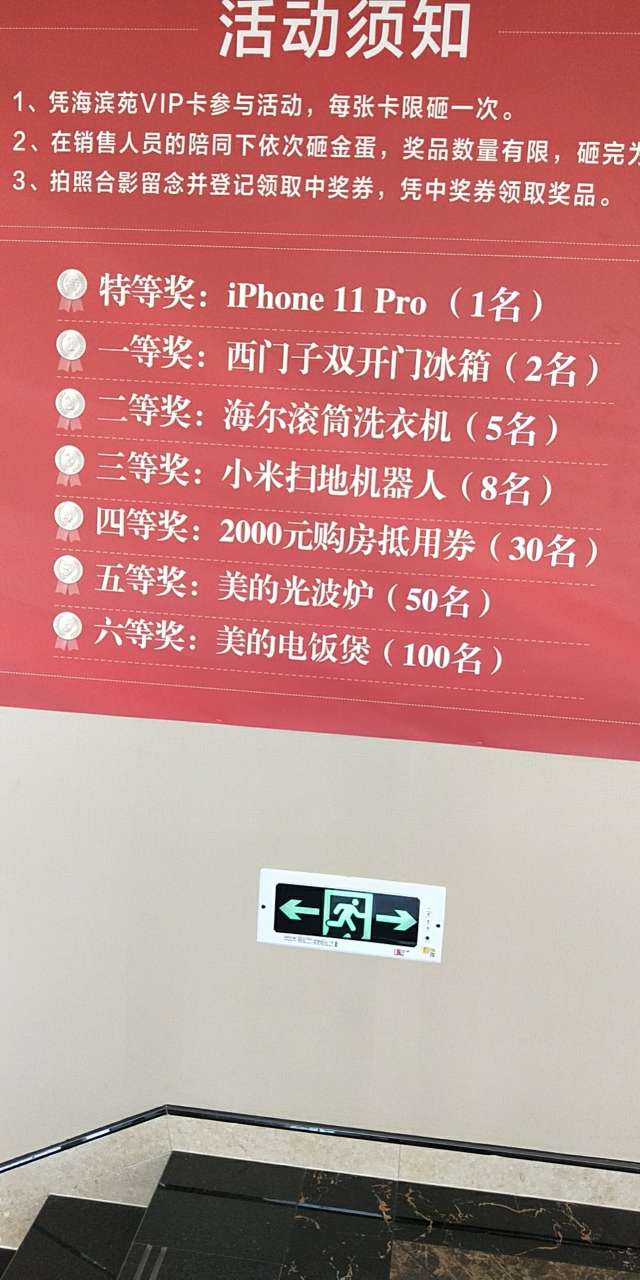 活动须知
1、凭海滨苑VIP卡参与活动，每张卡限砸一次。
2、在销售人员的陪同下依次砸金蛋，奖品数量有限，砸完为
3、拍照合影留念并登记领取中奖券，凭中奖券领取奖品。
特等奖：iPhone 11 Pro（1名）
一等奖：西门子双开门冰箱（2名）
二等奖：海尔滚筒洗衣机（5名）
三等奖：小米扫地机器人（8名）
四等奖：2000元购房抵用券（30名）
五等奖：美的光波炉（50名）
六等奖：美的电饭煲（100名）